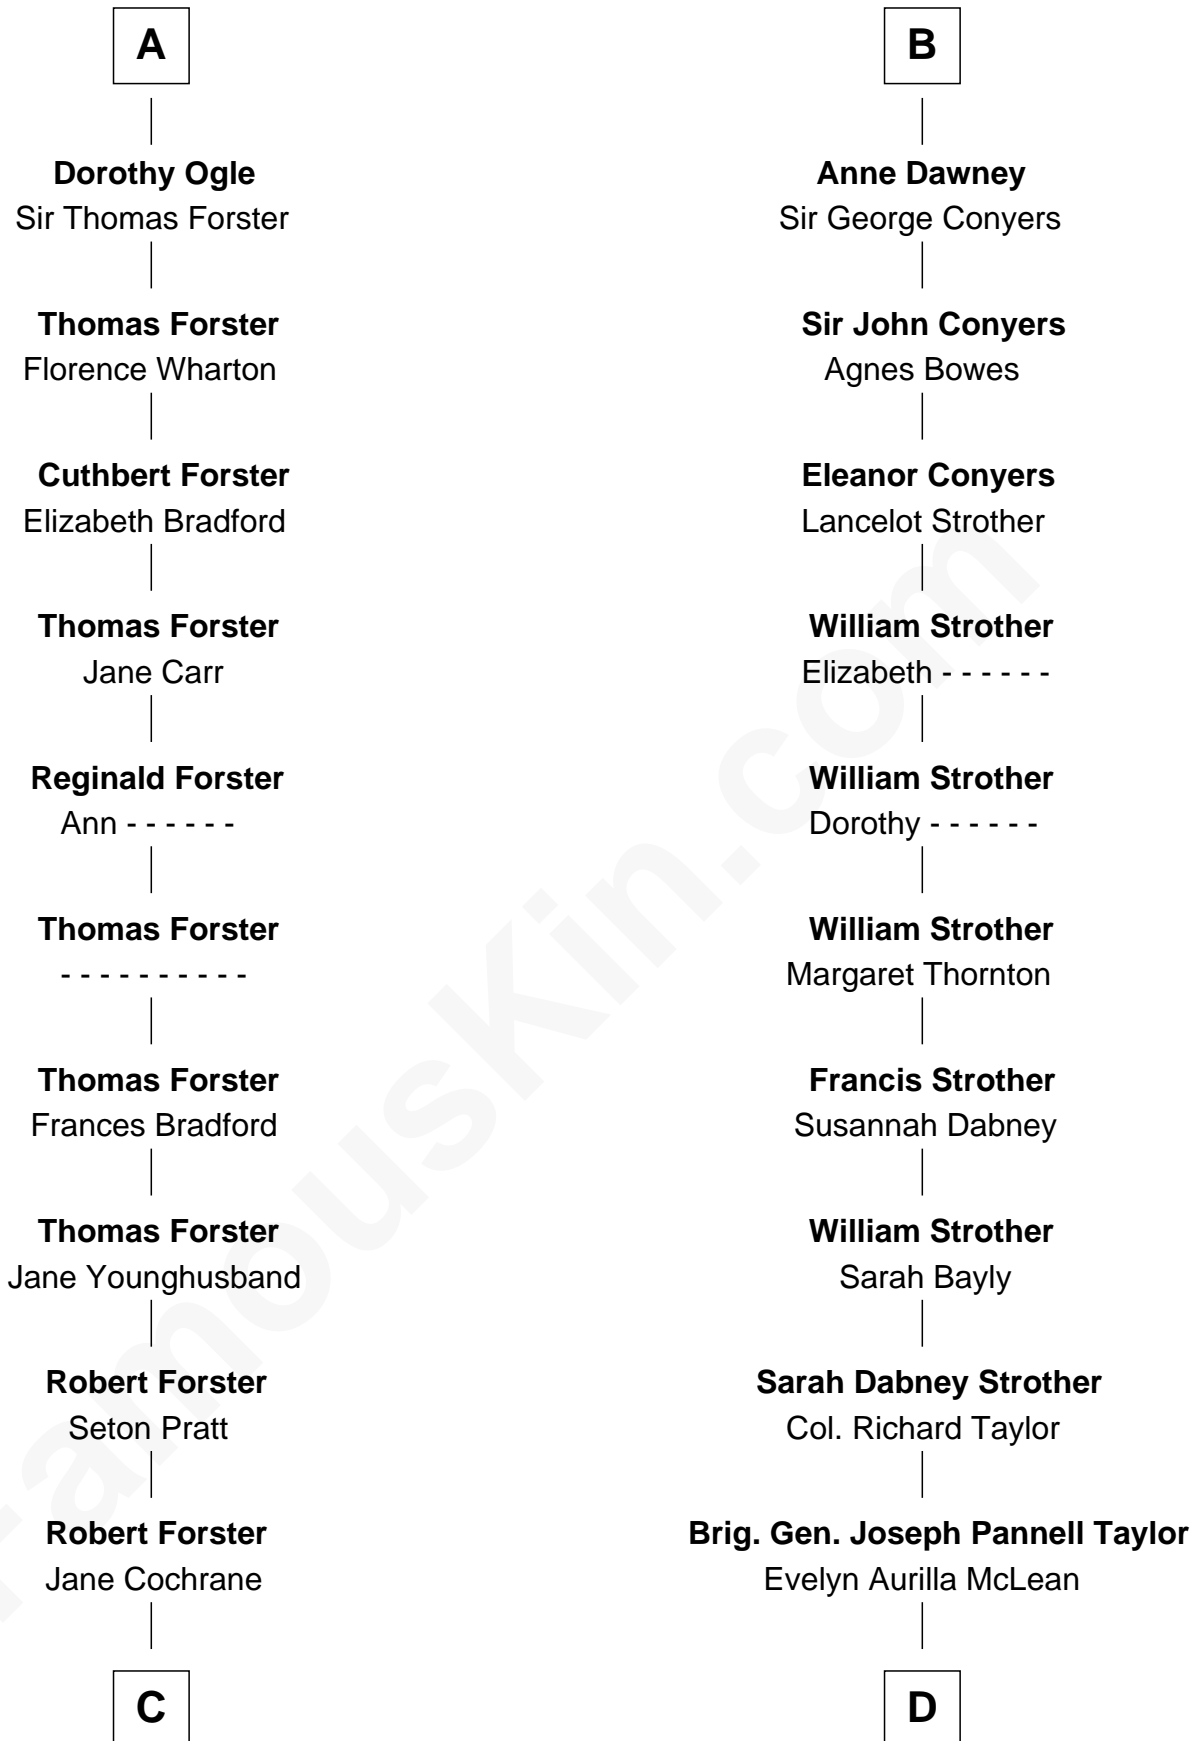 A
Dorothy Ogle
Sir Thomas Forster
Thomas Forster
Florence Wharton
Cuthbert Forster
Elizabeth Bradford
Thomas Forster
Jane Carr
Reginald Forster
Ann - - - - - -
Thomas Forster
- - - - - - - - - -
Thomas Forster
Frances Bradford
Thomas Forster
Jane Younghusband
Robert Forster
Seton Pratt
Robert Forster
Jane Cochrane
C
B
Anne Dawney
Sir George Conyers
Sir John Conyers
Agnes Bowes
Eleanor Conyers
Lancelot Strother
William Strother
Elizabeth - - - - - -
William Strother
Dorothy - - - - - -
William Strother
Margaret Thornton
Francis Strother
Susannah Dabney
William Strother
Sarah Bayly
Sarah Dabney Strother
Col. Richard Taylor
Brig. Gen. Joseph Pannell Taylor
Evelyn Aurilla McLean
D
FamousKin.com